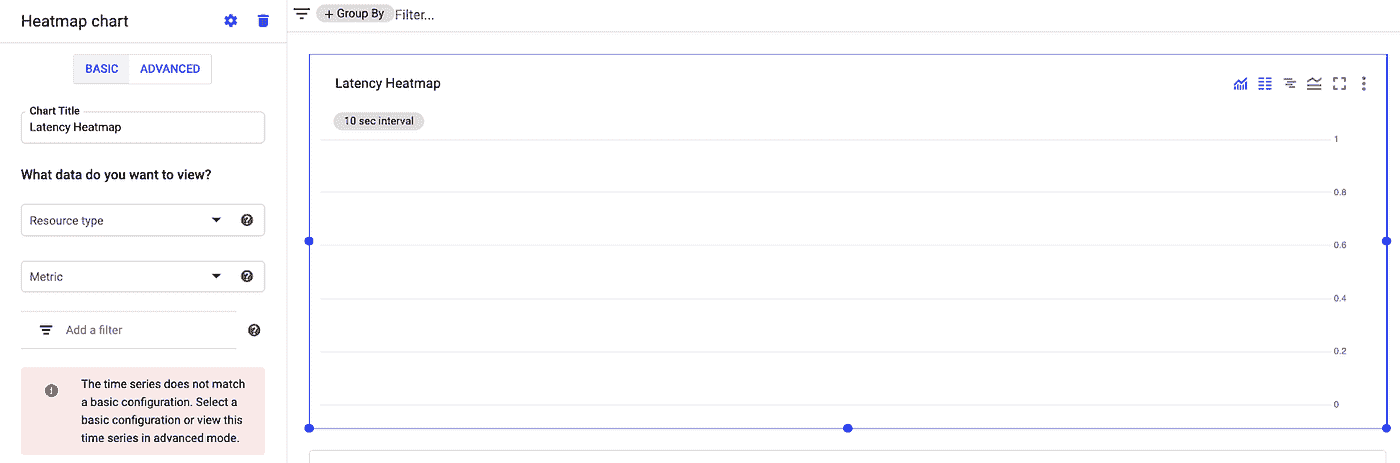 Heatmap chart
BASIC
ADVANCED
Chart Title
Latency Heatmap
What data do you want to view?
Resource type
Metric
Add a filter
The time series does not match
a basic configuration. Select a
basic configuration or view this
time series in advanced mode.
+ Group By
Filter...
Latency Heatmap
10 sec interval
1
0.8
0.6
0.4
0.2
0